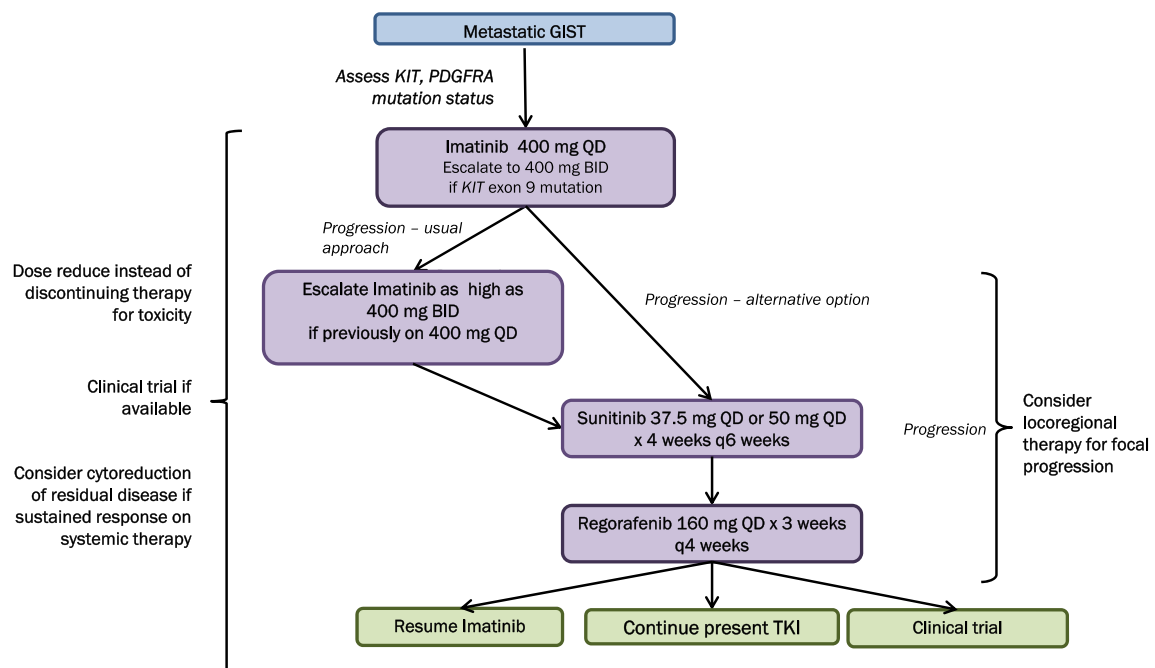 Metastatic GIST
Assess KIT, PDGFRA
mutation status
Imatinib 400 mg QD
Escalate to 400 mg BID
if KIT exon 9 mutation
Progression – usual
approach
Dose reduce instead of
discontinuing therapy
for toxicity
Escalate Imatinib as high as
400 mg BID
if previously on 400 mg QD
Progression – alternative option
Clinical trial if
available
Sunitinib 37.5 mg QD or 50 mg QD
x 4 weeks q6 weeks
Progression
Consider
locoregional
therapy for focal
progression
Consider cytoreduction
of residual disease if
sustained response on
systemic therapy
Regorafenib 160 mg QD x 3 weeks
q4 weeks
Resume Imatinib
Continue present TKI
Clinical trial